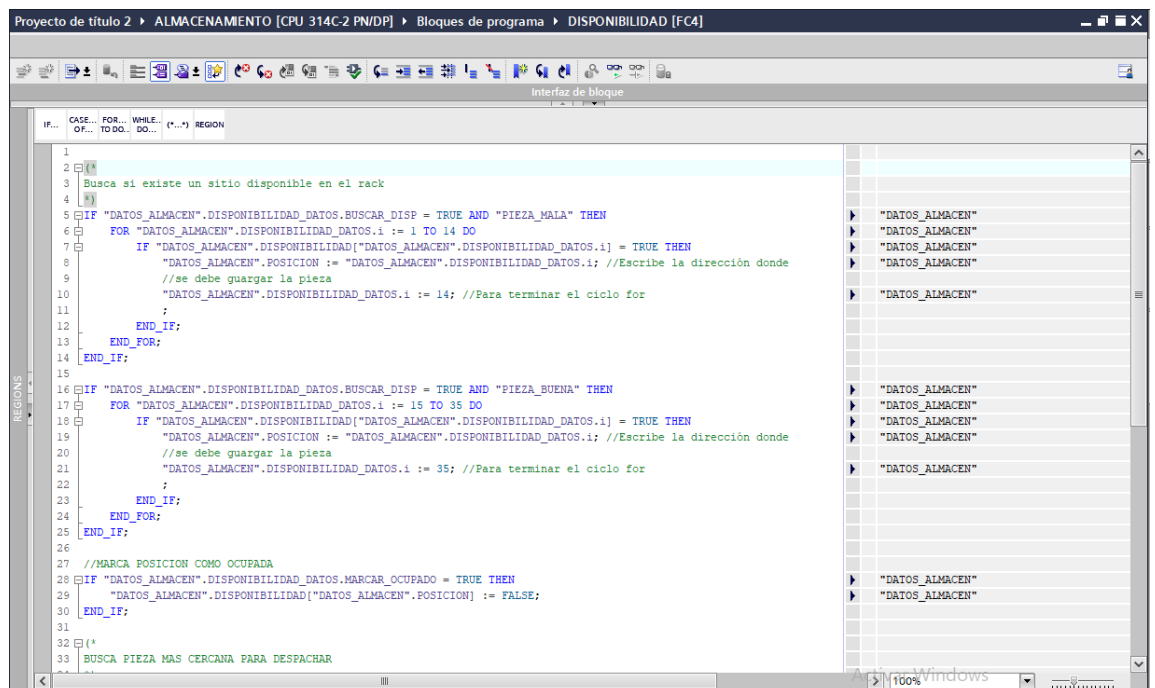 Proyecto de título 2 ▸ ALMACENAMIENTO [CPU 314C-2 PN/DP] ▸ Bloques de programa ▸ DISPONIBILIDAD [FC4]
Interfaz de bloque
IF... CASE... OF... FOR... TO DO... WHILE... DO... (*...*) REGION
REGIONS
1
2 (*
3 Busca si existe un sitio disponible en el rack
4 *)
5 IF "DATOS_ALMACEN".DISPONIBILIDAD_DATOS.BUSCAR_DISP = TRUE AND "PIEZA_MALA" THEN "DATOS_ALMACEN"
6 FOR "DATOS_ALMACEN".DISPONIBILIDAD_DATOS.i := 1 TO 14 DO "DATOS_ALMACEN"
7 IF "DATOS_ALMACEN".DISPONIBILIDAD["DATOS_ALMACEN".DISPONIBILIDAD_DATOS.i] = TRUE THEN "DATOS_ALMACEN"
8 "DATOS_ALMACEN".POSICION := "DATOS_ALMACEN".DISPONIBILIDAD_DATOS.i; //Escribe la dirección donde "DATOS_ALMACEN"
9 //se debe guargar la pieza
10 "DATOS_ALMACEN".DISPONIBILIDAD_DATOS.i := 14; //Para terminar el ciclo for "DATOS_ALMACEN"
11 ;
12 END_IF;
13 END_FOR;
14 END_IF;
15
16 IF "DATOS_ALMACEN".DISPONIBILIDAD_DATOS.BUSCAR_DISP = TRUE AND "PIEZA_BUENA" THEN "DATOS_ALMACEN"
17 FOR "DATOS_ALMACEN".DISPONIBILIDAD_DATOS.i := 15 TO 35 DO "DATOS_ALMACEN"
18 IF "DATOS_ALMACEN".DISPONIBILIDAD["DATOS_ALMACEN".DISPONIBILIDAD_DATOS.i] = TRUE THEN "DATOS_ALMACEN"
19 "DATOS_ALMACEN".POSICION := "DATOS_ALMACEN".DISPONIBILIDAD_DATOS.i; //Escribe la dirección donde "DATOS_ALMACEN"
20 //se debe guargar la pieza
21 "DATOS_ALMACEN".DISPONIBILIDAD_DATOS.i := 35; //Para terminar el ciclo for "DATOS_ALMACEN"
22 ;
23 END_IF;
24 END_FOR;
25 END_IF;
26
27 //MARCA POSICION COMO OCUPADA
28 IF "DATOS_ALMACEN".DISPONIBILIDAD_DATOS.MARCAR_OCUPADO = TRUE THEN "DATOS_ALMACEN"
29 "DATOS_ALMACEN".DISPONIBILIDAD["DATOS_ALMACEN".POSICION] := FALSE; "DATOS_ALMACEN"
30 END_IF;
31
32 (*
33 BUSCA PIEZA MAS CERCANA PARA DESPACHAR
Activar Windows
100%